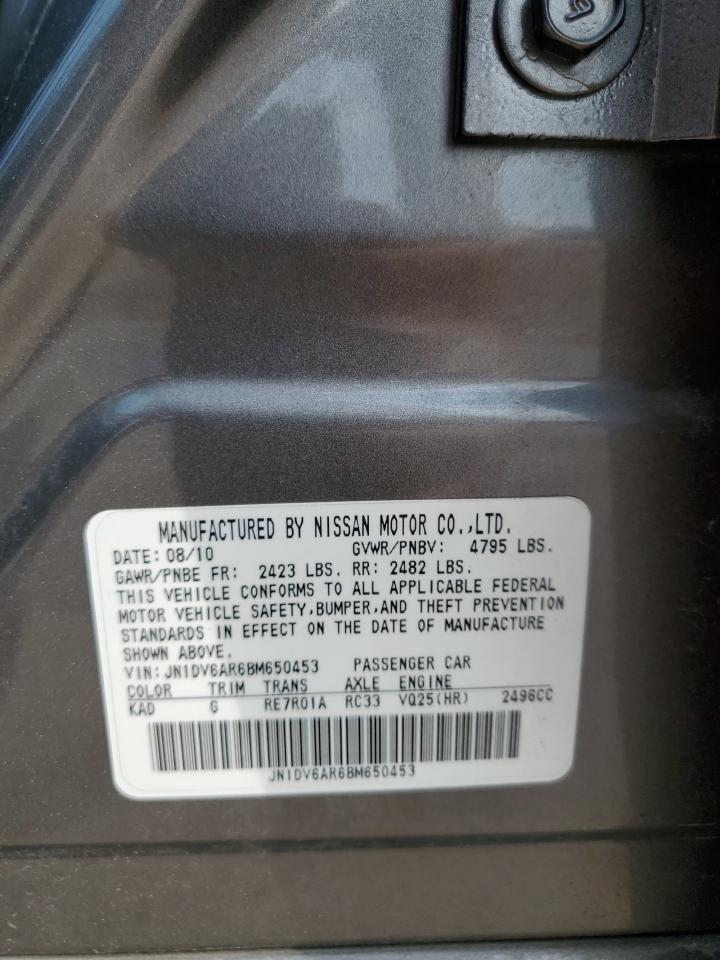 MANUFACTURED BY NISSAN MOTOR CO.,LTD.
DATE: 08/10 GVWR/PNBV: 4795 LBS.
GAWR/PNBE FR: 2423 LBS. RR: 2482 LBS.
THIS VEHICLE CONFORMS TO ALL APPLICABLE FEDERAL
MOTOR VEHICLE SAFETY,BUMPER,AND THEFT PREVENTION
STANDARDS IN EFFECT ON THE DATE OF MANUFACTURE
SHOWN ABOVE.
VIN: JN1DV6AR6BM650453 PASSENGER CAR
COLOR TRIM TRANS AXLE ENGINE
KAD G RE7R01A RC33 VQ25(HR) 2496CC
JN1DV6AR6BM650453